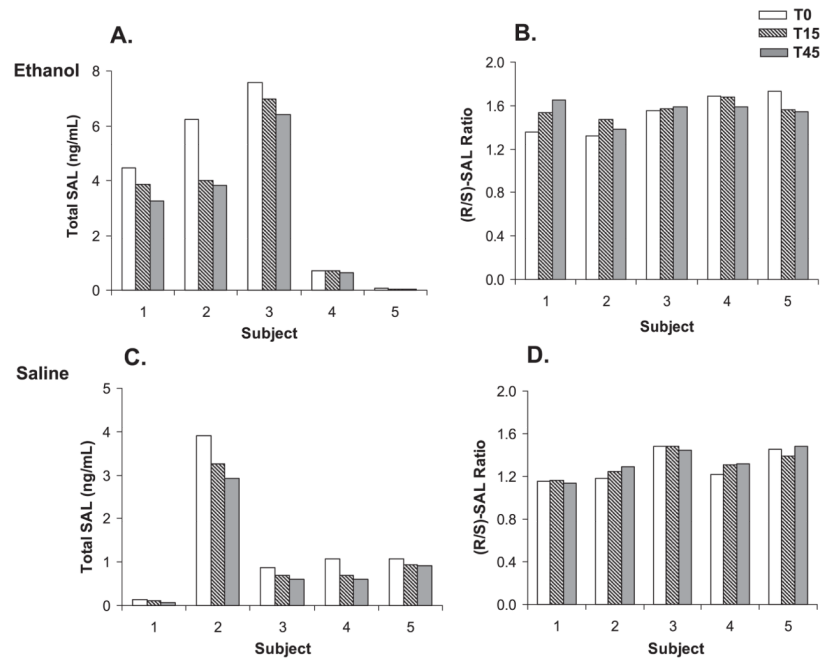 T0
T15
T45
A.
B.
Ethanol
Total SAL (ng/mL)
8
6
4
2
0
1 2 3 4 5
Subject
(R/S)-SAL Ratio
2.0
1.6
1.2
0.8
0.4
0.0
1 2 3 4 5
Subject
C.
D.
Saline
Total SAL (ng/mL)
5
4
3
2
1
0
1 2 3 4 5
Subject
(R/S)-SAL Ratio
2.0
1.6
1.2
0.8
0.4
0.0
1 2 3 4 5
Subject